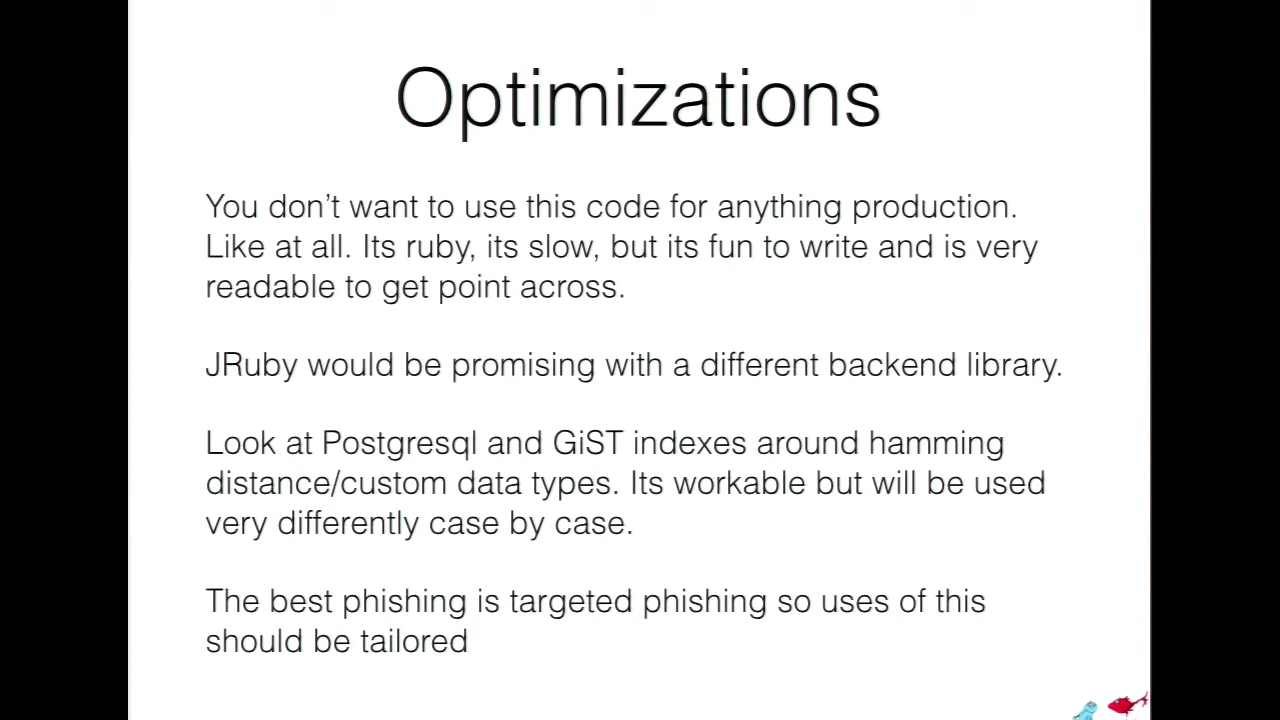 Optimizations
You don’t want to use this code for anything production.
Like at all. Its ruby, its slow, but its fun to write and is very
readable to get point across.
JRuby would be promising with a different backend library.
Look at Postgresql and GiST indexes around hamming
distance/custom data types. Its workable but will be used
very differently case by case.
The best phishing is targeted phishing so uses of this
should be tailored